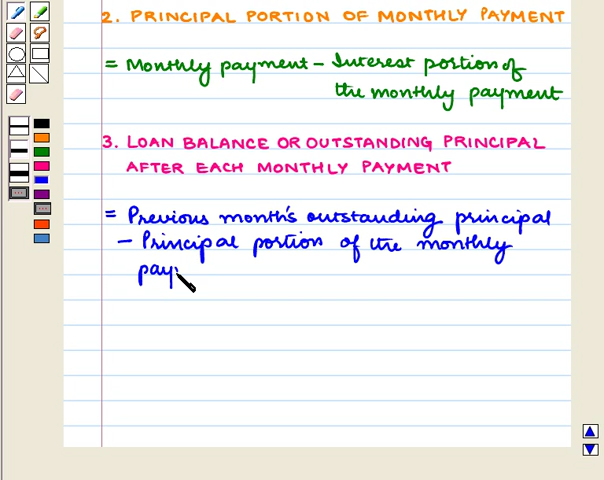 2. PRINCIPAL PORTION OF MONTHLY PAYMENT
= Monthly payment - Interest portion of
the monthly payment
3. LOAN BALANCE OR OUTSTANDING PRINCIPAL
AFTER EACH MONTHLY PAYMENT
= Previous month's outstanding principal
- Principal portion of the monthly
pay